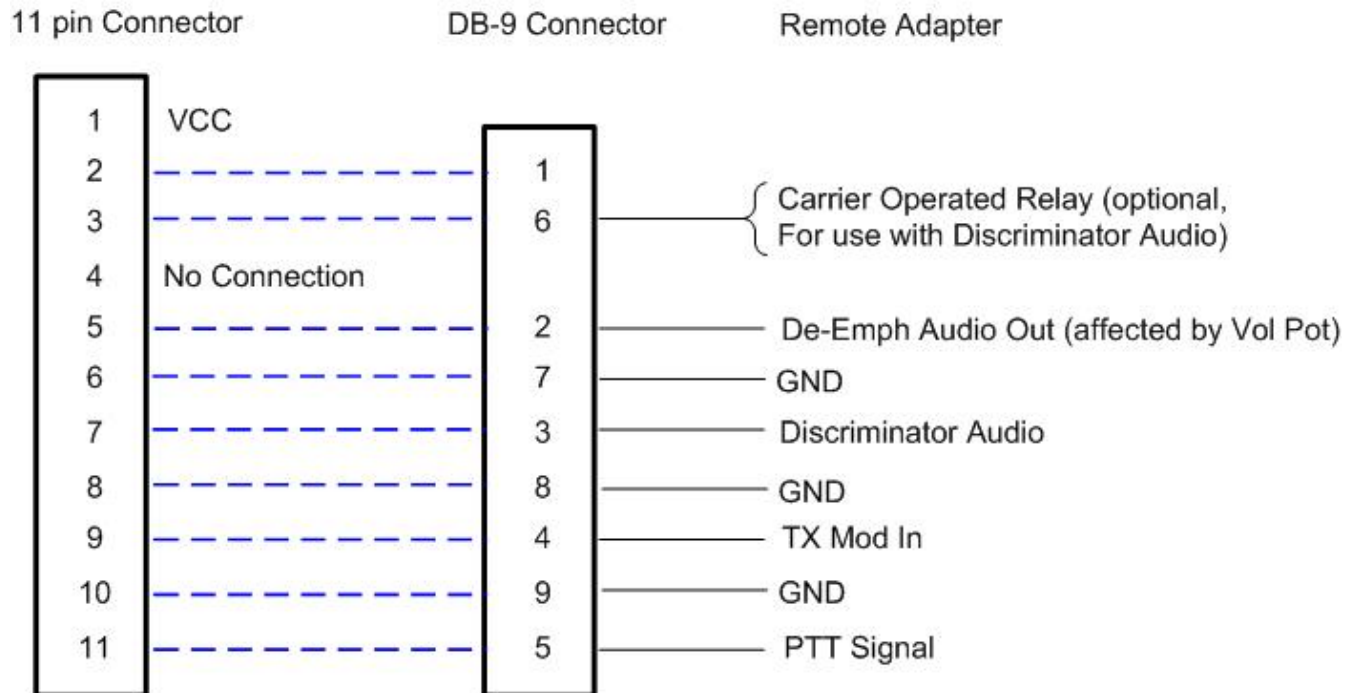 11 pin Connector DB-9 Connector Remote Adapter
1 VCC
2 1
3 6 Carrier Operated Relay (optional,
For use with Discriminator Audio)
4 No Connection
5 2 De-Emph Audio Out (affected by Vol Pot)
6 7 GND
7 3 Discriminator Audio
8 8 GND
9 4 TX Mod In
10 9 GND
11 5 PTT Signal